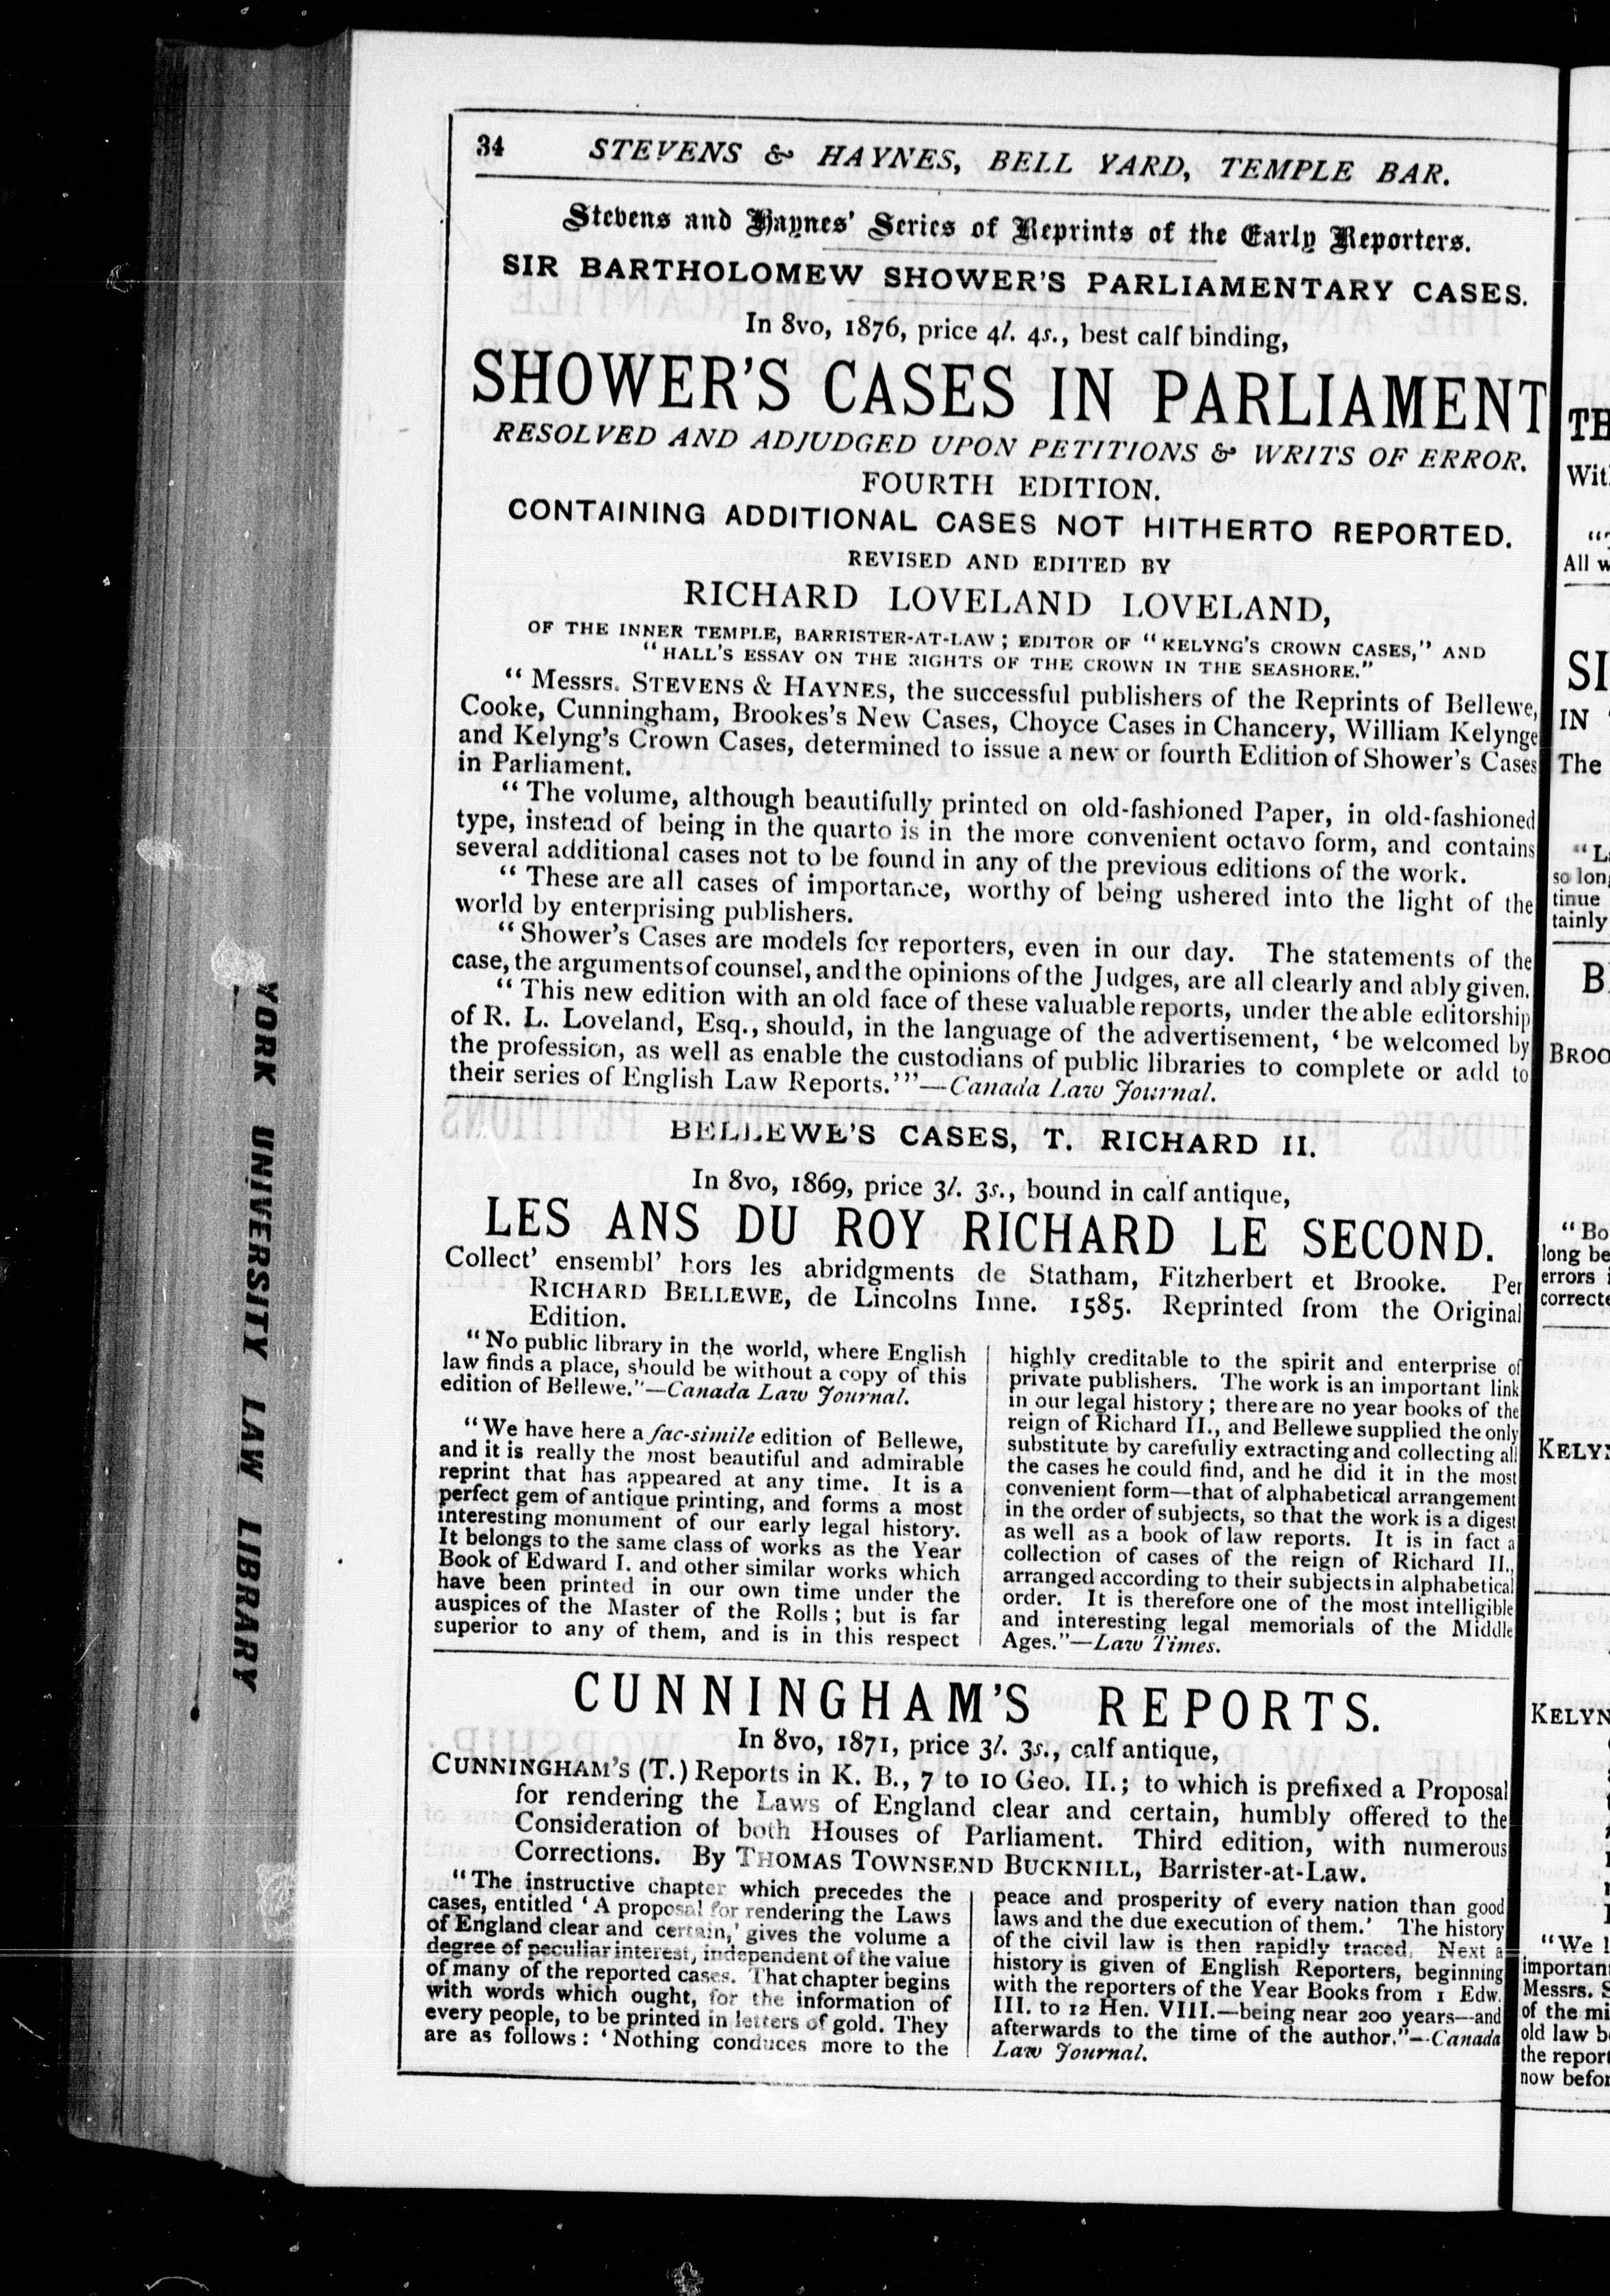 34 STEVENS & HAYNES, BELL YARD, TEMPLE BAR.
Stevens and Haynes' Series of Reprints of the Early Reporters.
SIR BARTHOLOMEW SHOWER'S PARLIAMENTARY CASES.
In 8vo, 1876, price 4l. 4s., best calf binding,
SHOWER'S CASES IN PARLIAMENT
RESOLVED AND ADJUDGED UPON PETITIONS & WRITS OF ERROR.
FOURTH EDITION.
CONTAINING ADDITIONAL CASES NOT HITHERTO REPORTED.
REVISED AND EDITED BY
RICHARD LOVELAND LOVELAND,
OF THE INNER TEMPLE, BARRISTER-AT-LAW; EDITOR OF "KELYNG'S CROWN CASES," AND
"HALL'S ESSAY ON THE RIGHTS OF THE CROWN IN THE SEASHORE."
"Messrs. STEVENS & HAYNES, the successful publishers of the Reprints of Bellewe,
Cooke, Cunningham, Brookes's New Cases, Choyce Cases in Chancery, William Kelynge
and Kelyng's Crown Cases, determined to issue a new or fourth Edition of Shower's Cases
in Parliament.
"The volume, although beautifully printed on old-fashioned Paper, in old-fashioned
type, instead of being in the quarto is in the more convenient octavo form, and contains
several additional cases not to be found in any of the previous editions of the work.
"These are all cases of importance, worthy of being ushered into the light of the
world by enterprising publishers.
"Shower's Cases are models for reporters, even in our day. The statements of the
case, the arguments of counsel, and the opinions of the Judges, are all clearly and ably given.
"This new edition with an old face of these valuable reports, under the able editorship
of R. L. Loveland, Esq., should, in the language of the advertisement, 'be welcomed by
the profession, as well as enable the custodians of public libraries to complete or add to
their series of English Law Reports.'"—Canada Law Journal.
BELLEWE'S CASES, T. RICHARD II.
In 8vo, 1869, price 3l. 3s., bound in calf antique,
LES ANS DU ROY RICHARD LE SECOND.
Collect' ensembl' hors les abridgments de Statham, Fitzherbert et Brooke. Per
RICHARD BELLEWE, de Lincolns Inne. 1585. Reprinted from the Original
Edition.
"No public library in the world, where English
law finds a place, should be without a copy of this
edition of Bellewe."—Canada Law Journal.
"We have here a fac-simile edition of Bellewe,
and it is really the most beautiful and admirable
reprint that has appeared at any time. It is a
perfect gem of antique printing, and forms a most
interesting monument of our early legal history.
It belongs to the same class of works as the Year
Book of Edward I. and other similar works which
have been printed in our own time under the
auspices of the Master of the Rolls; but is far
superior to any of them, and is in this respect
highly creditable to the spirit and enterprise of
private publishers. The work is an important link
in our legal history; there are no year books of the
reign of Richard II., and Bellewe supplied the only
substitute by carefully extracting and collecting all
the cases he could find, and he did it in the most
convenient form—that of alphabetical arrangement
in the order of subjects, so that the work is a digest
as well as a book of law reports. It is in fact a
collection of cases of the reign of Richard II.,
arranged according to their subjects in alphabetical
order. It is therefore one of the most intelligible
and interesting legal memorials of the Middle
Ages."—Law Times.
CUNNINGHAM'S REPORTS.
In 8vo, 1871, price 3l. 3s., calf antique,
CUNNINGHAM'S (T.) Reports in K. B., 7 to 10 Geo. II.; to which is prefixed a Proposal
for rendering the Laws of England clear and certain, humbly offered to the
Consideration of both Houses of Parliament. Third edition, with numerous
Corrections. By THOMAS TOWNSEND BUCKNILL, Barrister-at-Law.
"The instructive chapter which precedes the
cases, entitled 'A proposal for rendering the Laws
of England clear and certain,' gives the volume a
degree of peculiar interest, independent of the value
of many of the reported cases. That chapter begins
with words which ought, for the information of
every people, to be printed in letters of gold. They
are as follows: 'Nothing conduces more to the
peace and prosperity of every nation than good
laws and the due execution of them.' The history
of the civil law is then rapidly traced. Next a
history is given of English Reporters, beginning
with the reporters of the Year Books from 1 Edw.
III. to 12 Hen. VIII.—being near 200 years—and
afterwards to the time of the author."—Canada
Law Journal.
YORK UNIVERSITY LAW LIBRARY
TH
Wit
All w
SI
IN
The
"L
so long
tinue
tainly
B
BROO
"Bo
long be
errors
correct
KELY
KELYN
"We
importan
Messrs. S
of the mi
old law b
the report
now befor